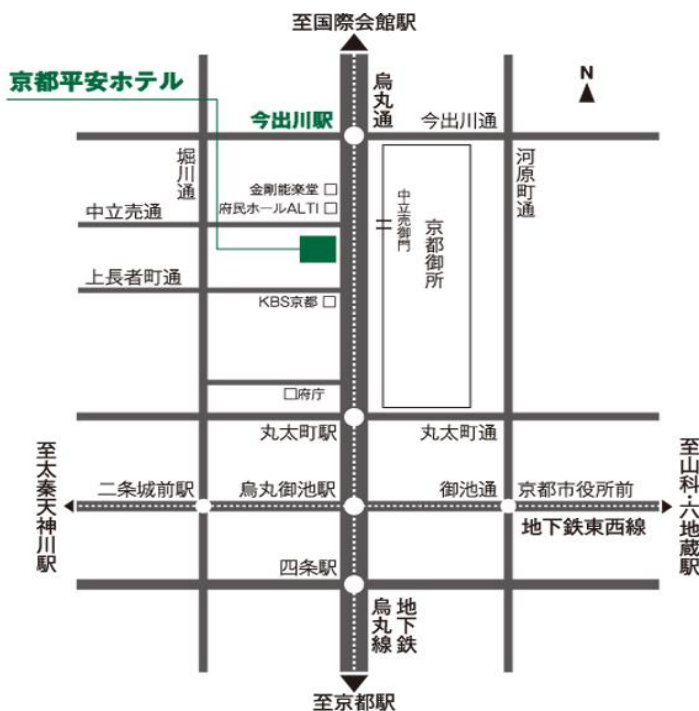 至国際会館駅
京都平安ホテル
烏丸通
N
今出川駅
今出川通
堀川通
河原町通
金剛能楽堂
府民ホールALTI
中立売通
中立売御門
京都御所
上長者町通
KBS京都
府庁
丸太町駅
丸太町通
至太秦天神川駅
二条城前駅
烏丸御池駅
御池通
京都市役所前
至山科・六地蔵駅
地下鉄東西線
四条駅
地下鉄
烏丸線
至京都駅